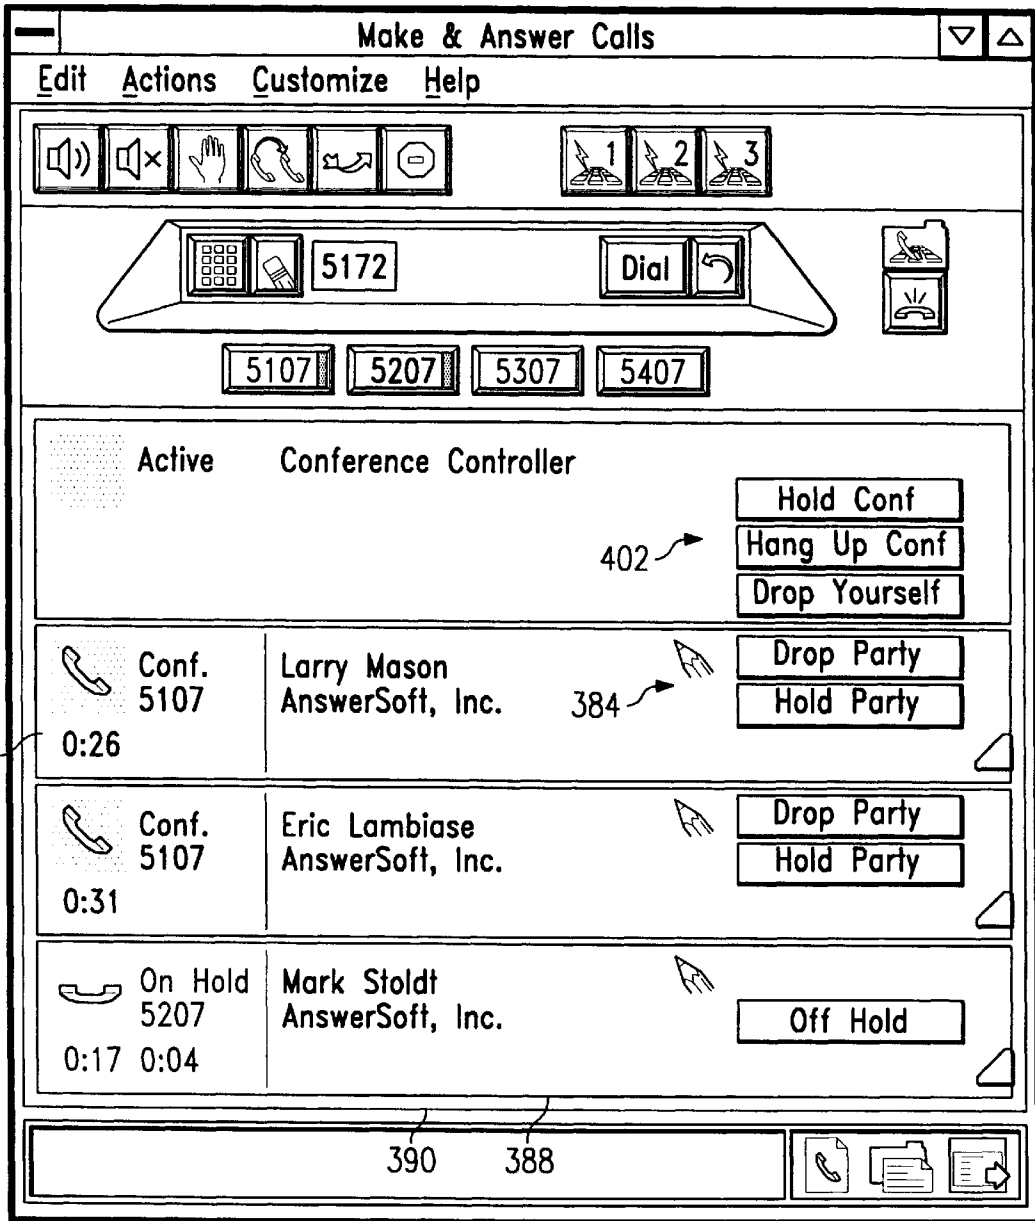 Make & Answer Calls
Edit Actions Customize Help
1 2 3
5172 Dial
5107 5207 5307 5407
Active Conference Controller
Hold Conf
402 Hang Up Conf
Drop Yourself
Conf. Larry Mason Drop Party
5107 AnswerSoft, Inc. 384 Hold Party
0:26
Conf. Eric Lambiase Drop Party
5107 AnswerSoft, Inc. Hold Party
0:31
On Hold Mark Stoldt
5207 AnswerSoft, Inc. Off Hold
0:17 0:04
390 388